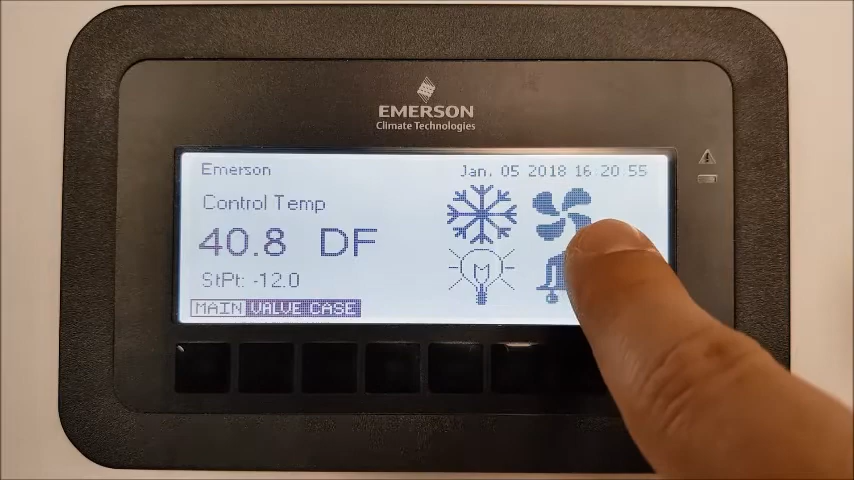 EMERSON
Climate Technologies
Emerson
Jan. 05 2018 16:20 55
Control Temp
40.8 DF
StPt: -12.0
M
MAIN VALVE CASE